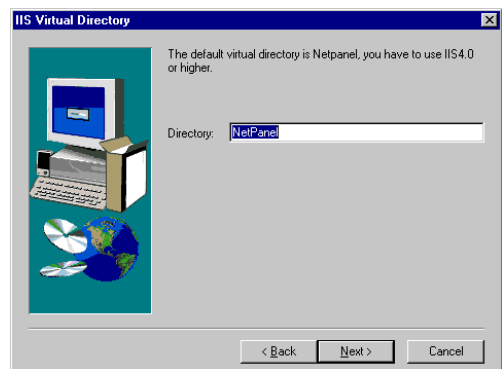 IIS Virtual Directory
The default virtual directory is Netpanel, you have to use IIS4.0
or higher.
Directory: NetPanel
< Back Next > Cancel